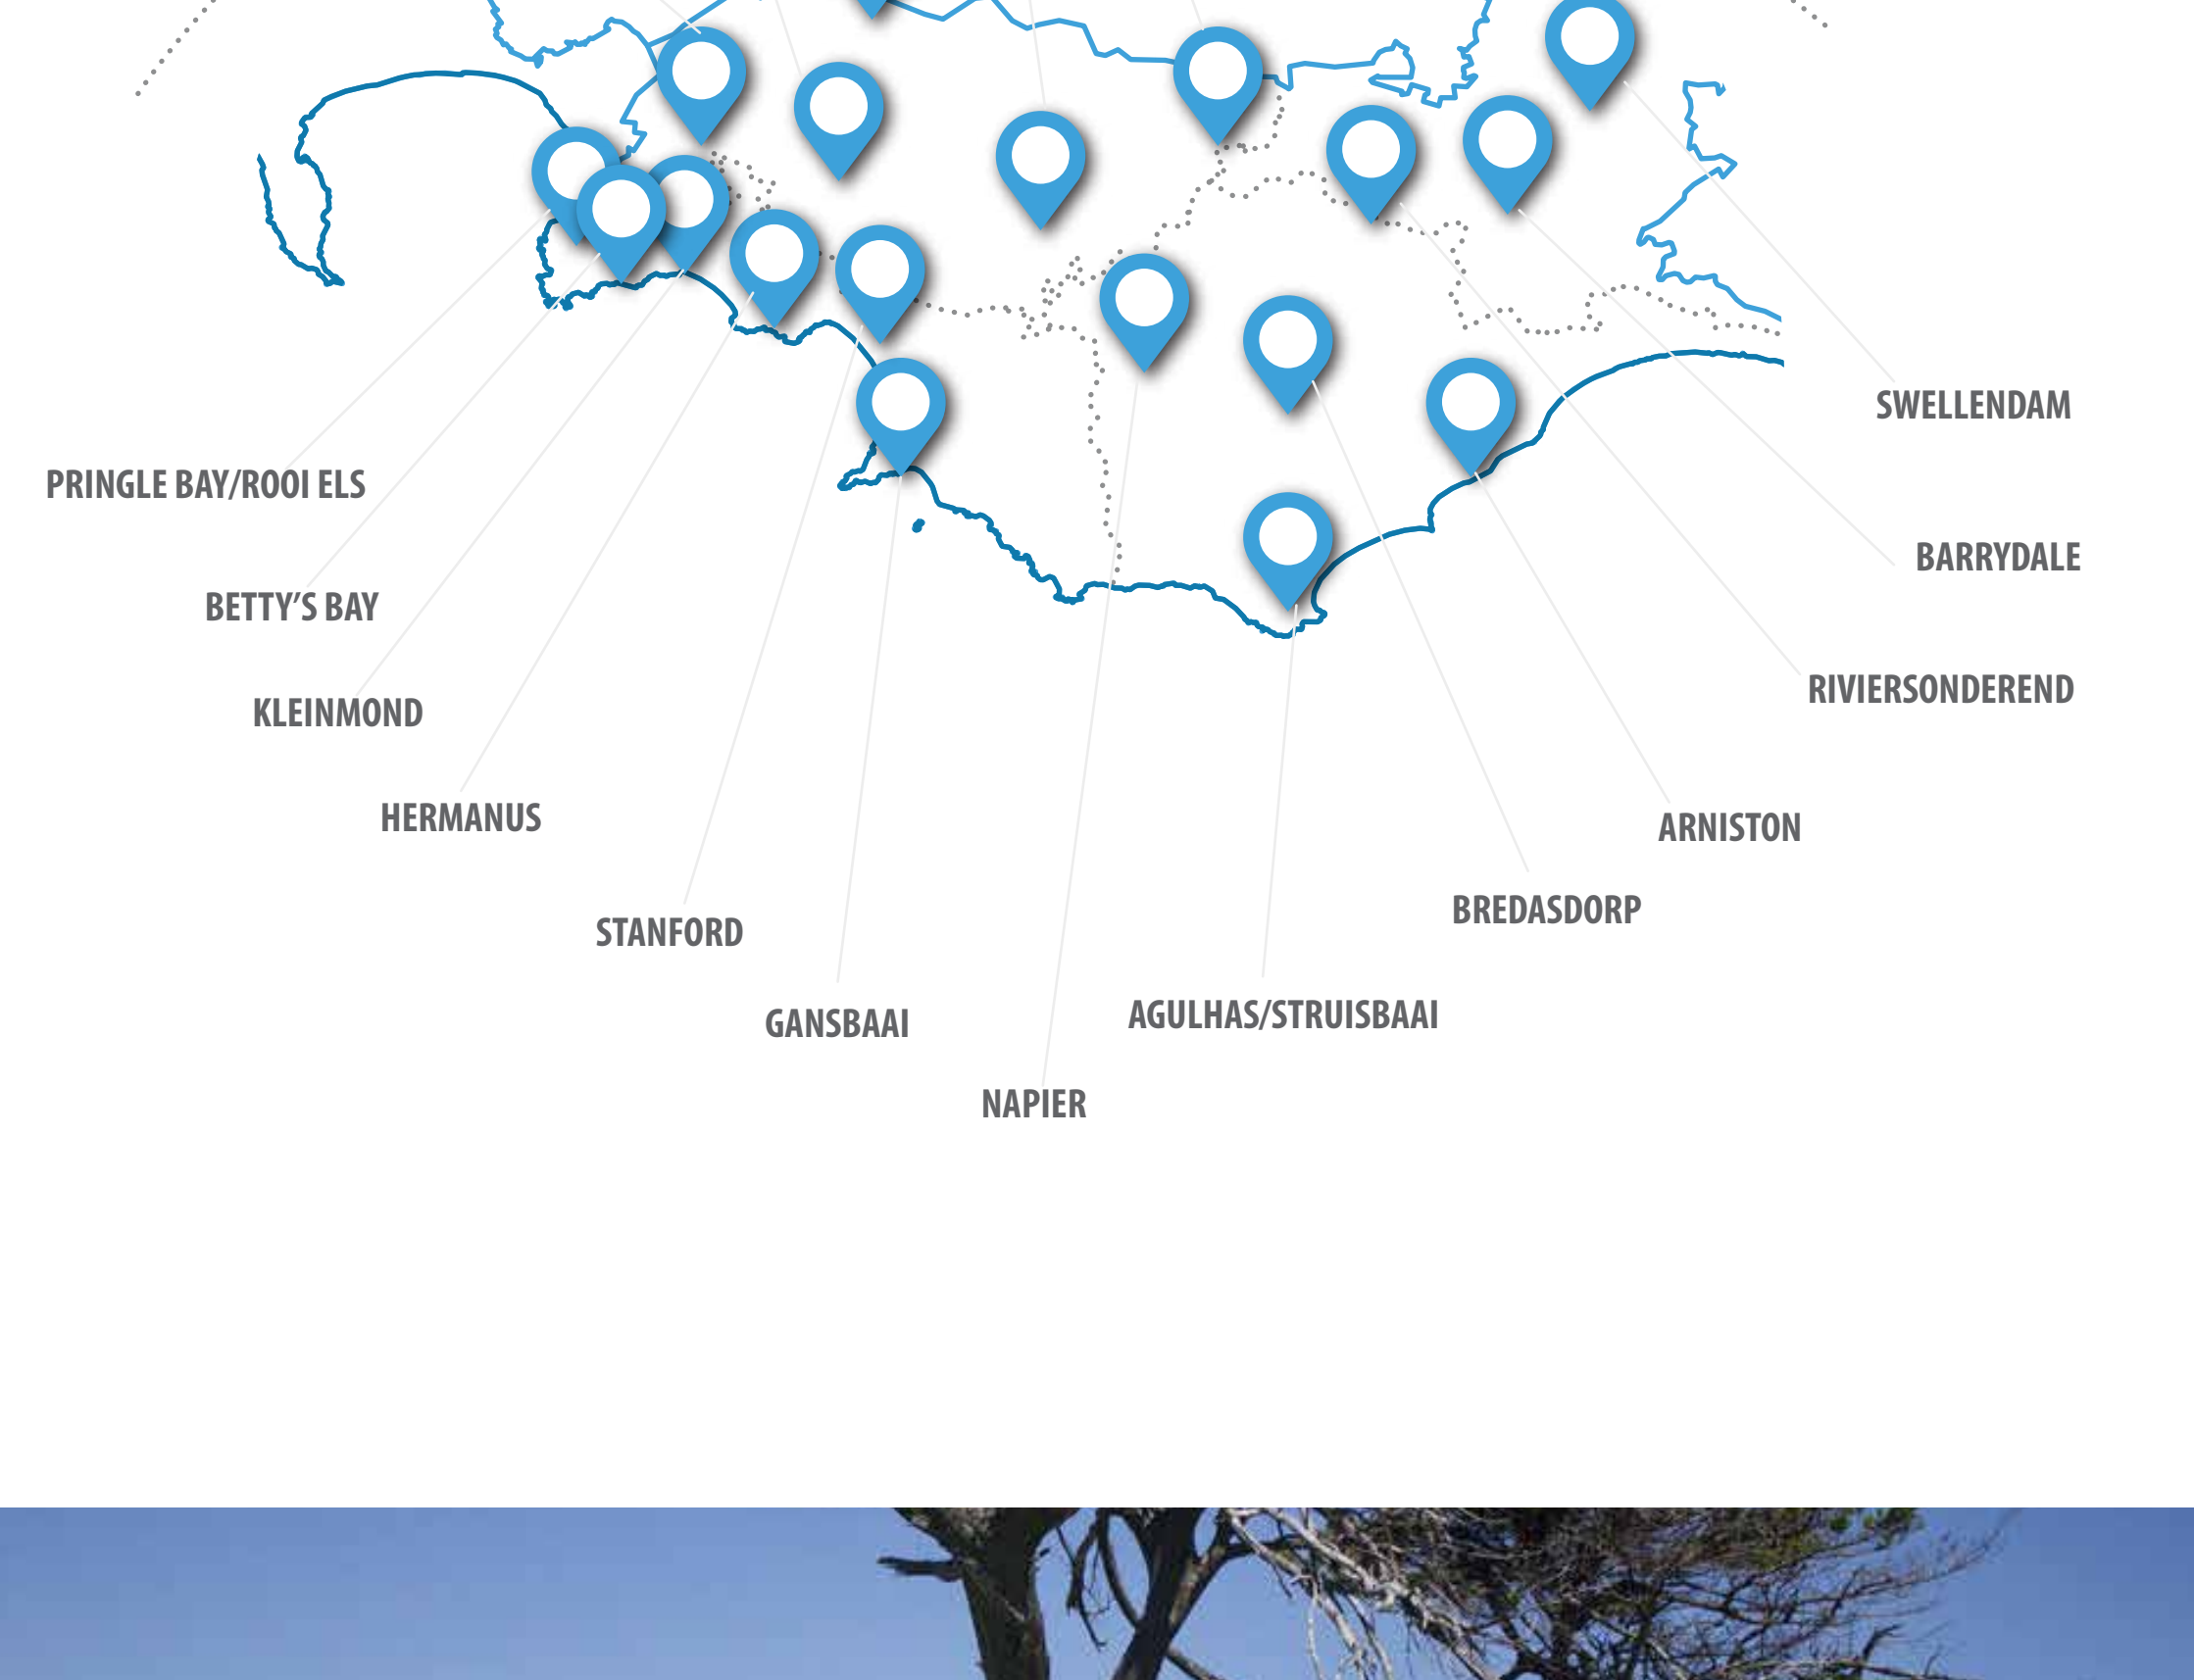 SWELLENDAM
PRINGLE BAY/ROOI ELS
BARRYDALE
BETTY’S BAY
RIVIERSONDEREND
KLEINMOND
HERMANUS
ARNISTON
BREDASDORP
STANFORD
AGULHAS/STRUISBAAI
GANSBAAI
NAPIER